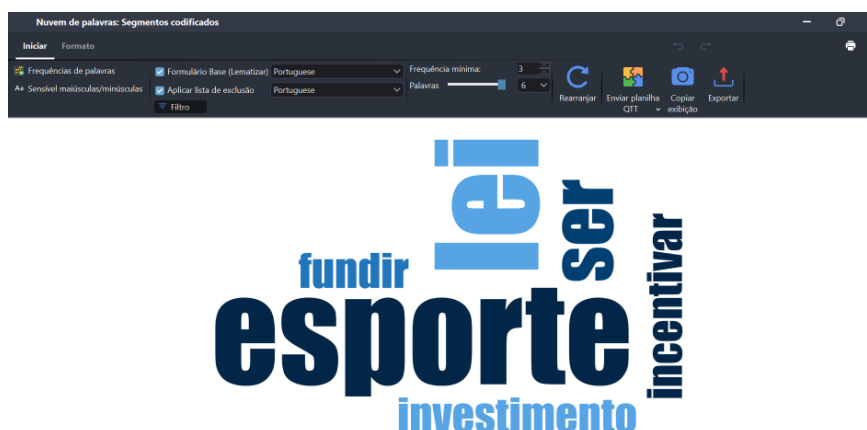 Nuvem de palavras: Segmentos codificados
Iniciar Formato
Frequências de palavras
Aa Sensível maiúsculas/minúsculas
Formulário Base (Lematizar) Portuguese
Aplicar lista de exclusão Portuguese
Filtro
Frequência mínima: 3
Palavras 6
Rearranjar
Enviar planilha
QTT
Copiar
exibição
Exportar
lei
ser
fundir
incentivar
esporte
investimento